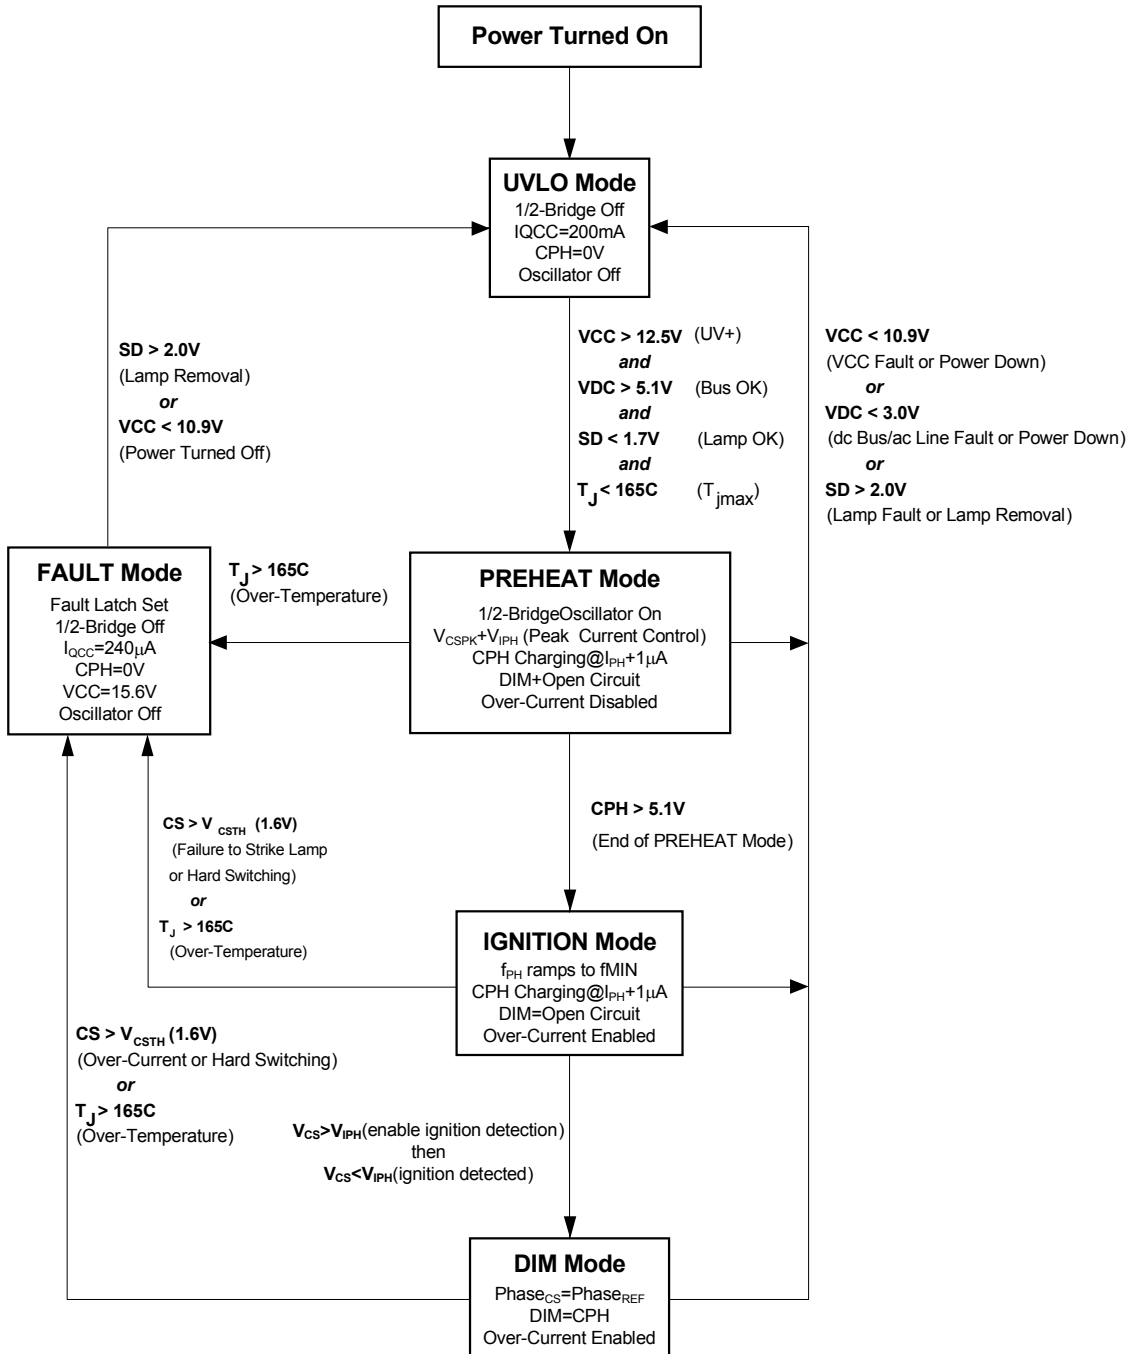 Power Turned On
UVLO Mode
1/2-Bridge Off
IQCC=200mA
CPH=0V
Oscillator Off
SD > 2.0V
(Lamp Removal)
or
VCC < 10.9V
(Power Turned Off)
VCC > 12.5V (UV+)
and
VDC > 5.1V (Bus OK)
and
SD < 1.7V (Lamp OK)
and
TJ < 165C (Tjmax)
VCC < 10.9V
(VCC Fault or Power Down)
or
VDC < 3.0V
(dc Bus/ac Line Fault or Power Down)
or
SD > 2.0V
(Lamp Fault or Lamp Removal)
FAULT Mode
Fault Latch Set
1/2-Bridge Off
IQCC=240μA
CPH=0V
VCC=15.6V
Oscillator Off
TJ > 165C
(Over-Temperature)
PREHEAT Mode
1/2-BridgeOscillator On
VCSPK+VIPH (Peak Current Control)
CPH Charging@IPH+1μA
DIM+Open Circuit
Over-Current Disabled
CPH > 5.1V
(End of PREHEAT Mode)
CS > VCSTH (1.6V)
(Failure to Strike Lamp
or Hard Switching)
or
TJ > 165C
(Over-Temperature)
IGNITION Mode
fPH ramps to fMIN
CPH Charging@IPH+1μA
DIM=Open Circuit
Over-Current Enabled
CS > VCSTH (1.6V)
(Over-Current or Hard Switching)
or
TJ > 165C
(Over-Temperature)
VCS>VIPH(enable ignition detection)
then
VCS<VIPH(ignition detected)
DIM Mode
PhaseCS=PhaseREF
DIM=CPH
Over-Current Enabled